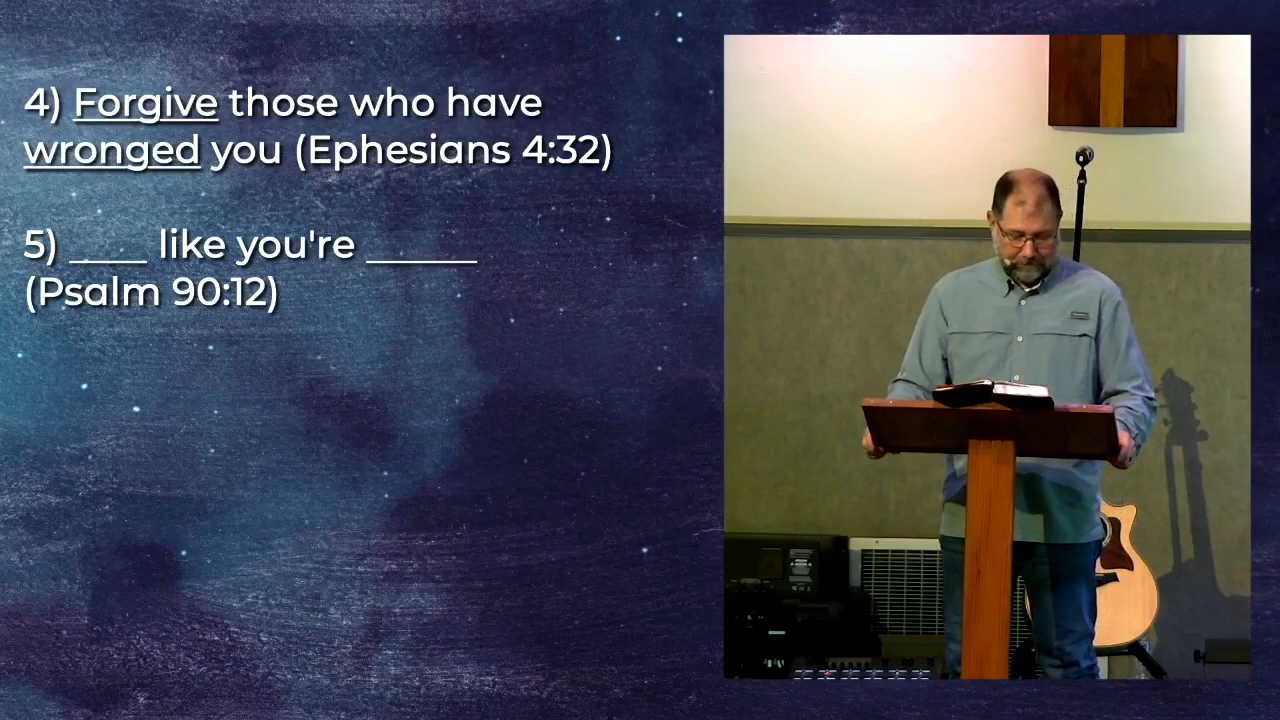 4) Forgive those who have
wronged you (Ephesians 4:32)
5) ____ like you're ______
(Psalm 90:12)